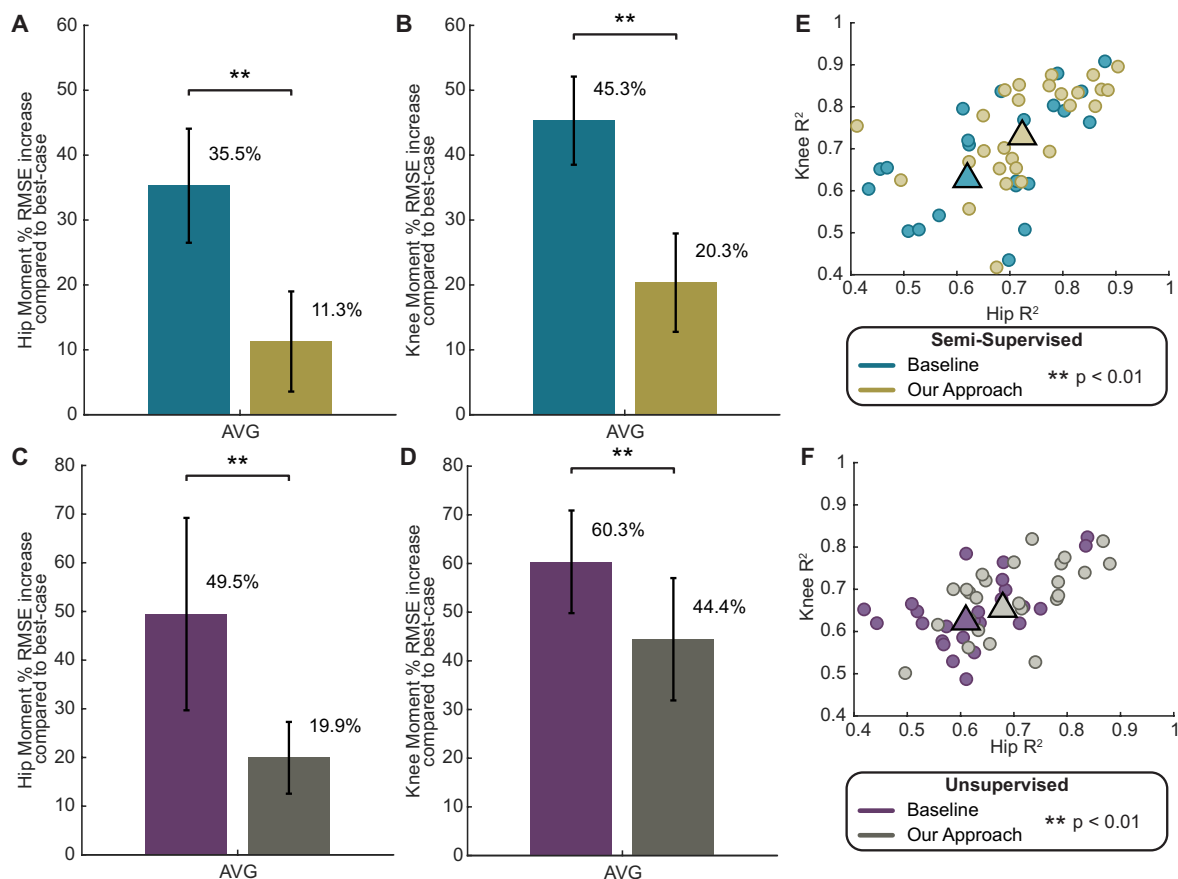 A
Hip Moment % RMSE increase
compared to best-case
60
50
40
30
20
10
0
**
35.5%
11.3%
AVG
B
Knee Moment % RMSE increase
compared to best-case
60
50
40
30
20
10
0
**
45.3%
20.3%
AVG
E
Knee R²
1
0.9
0.8
0.7
0.6
0.5
0.4
0.4
0.5
0.6
0.7
0.8
0.9
1
Hip R²
Semi-Supervised
Baseline
Our Approach
** p < 0.01
C
Hip Moment % RMSE increase
compared to best-case
80
70
60
50
40
30
20
10
0
**
49.5%
19.9%
AVG
D
Knee Moment % RMSE increase
compared to best-case
80
70
60
50
40
30
20
10
0
**
60.3%
44.4%
AVG
F
Knee R²
1
0.9
0.8
0.7
0.6
0.5
0.4
0.4
0.5
0.6
0.7
0.8
0.9
1
Hip R²
Unsupervised
Baseline
Our Approach
** p < 0.01